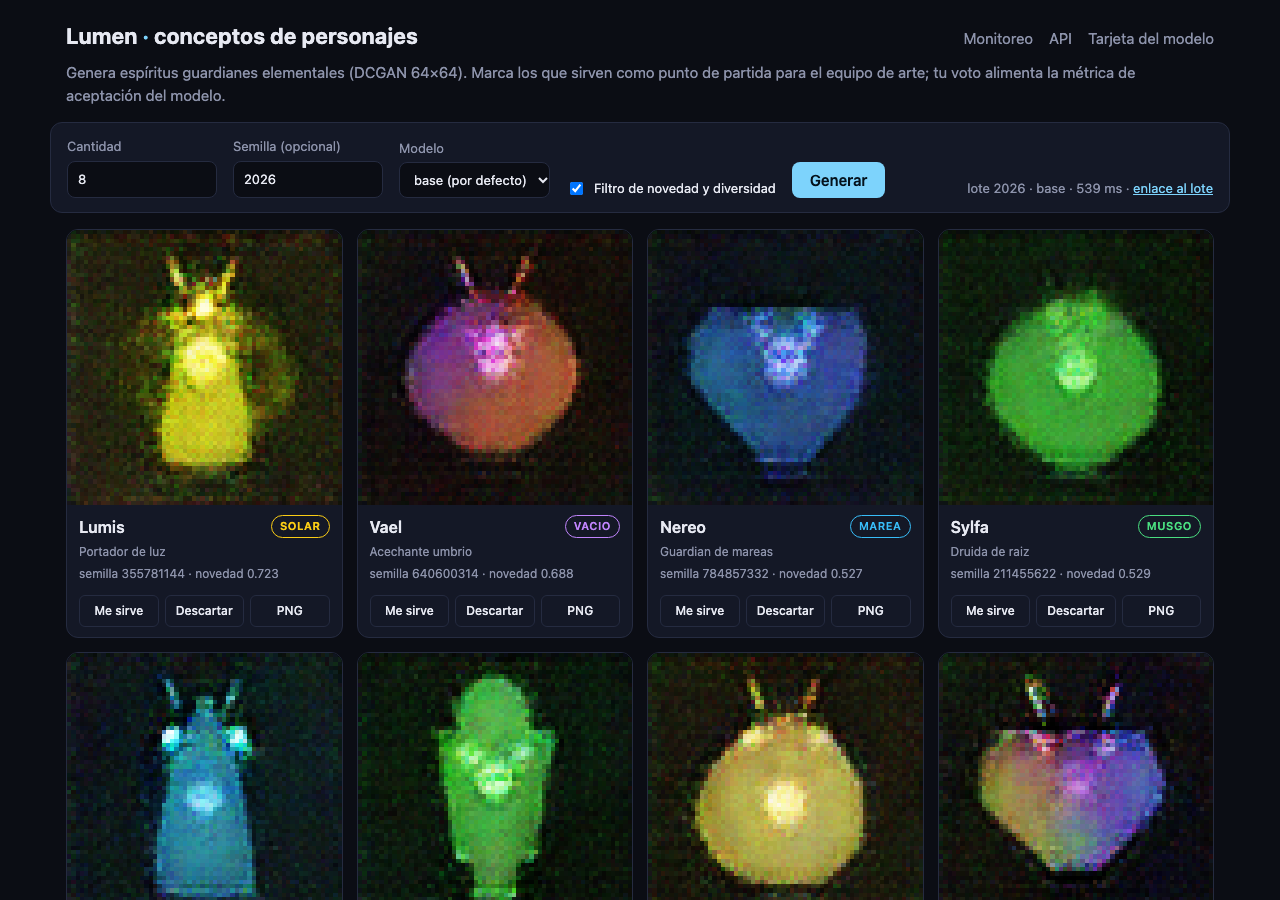 Lumen · conceptos de personajes
Monitoreo API Tarjeta del modelo
Genera espíritus guardianes elementales (DCGAN 64×64). Marca los que sirven como punto de partida para el equipo de arte; tu voto alimenta la métrica de
aceptación del modelo.
Cantidad Semilla (opcional) Modelo
8 2026 base (por defecto) Filtro de novedad y diversidad Generar lote 2026 · base · 539 ms · enlace al lote
Lumis SOLAR
Portador de luz
semilla 355781144 · novedad 0.723
Me sirve Descartar PNG
Vael VACIO
Acechante umbrio
semilla 640600314 · novedad 0.688
Me sirve Descartar PNG
Nereo MAREA
Guardian de mareas
semilla 784857332 · novedad 0.527
Me sirve Descartar PNG
Sylfa MUSGO
Druida de raiz
semilla 211455622 · novedad 0.529
Me sirve Descartar PNG